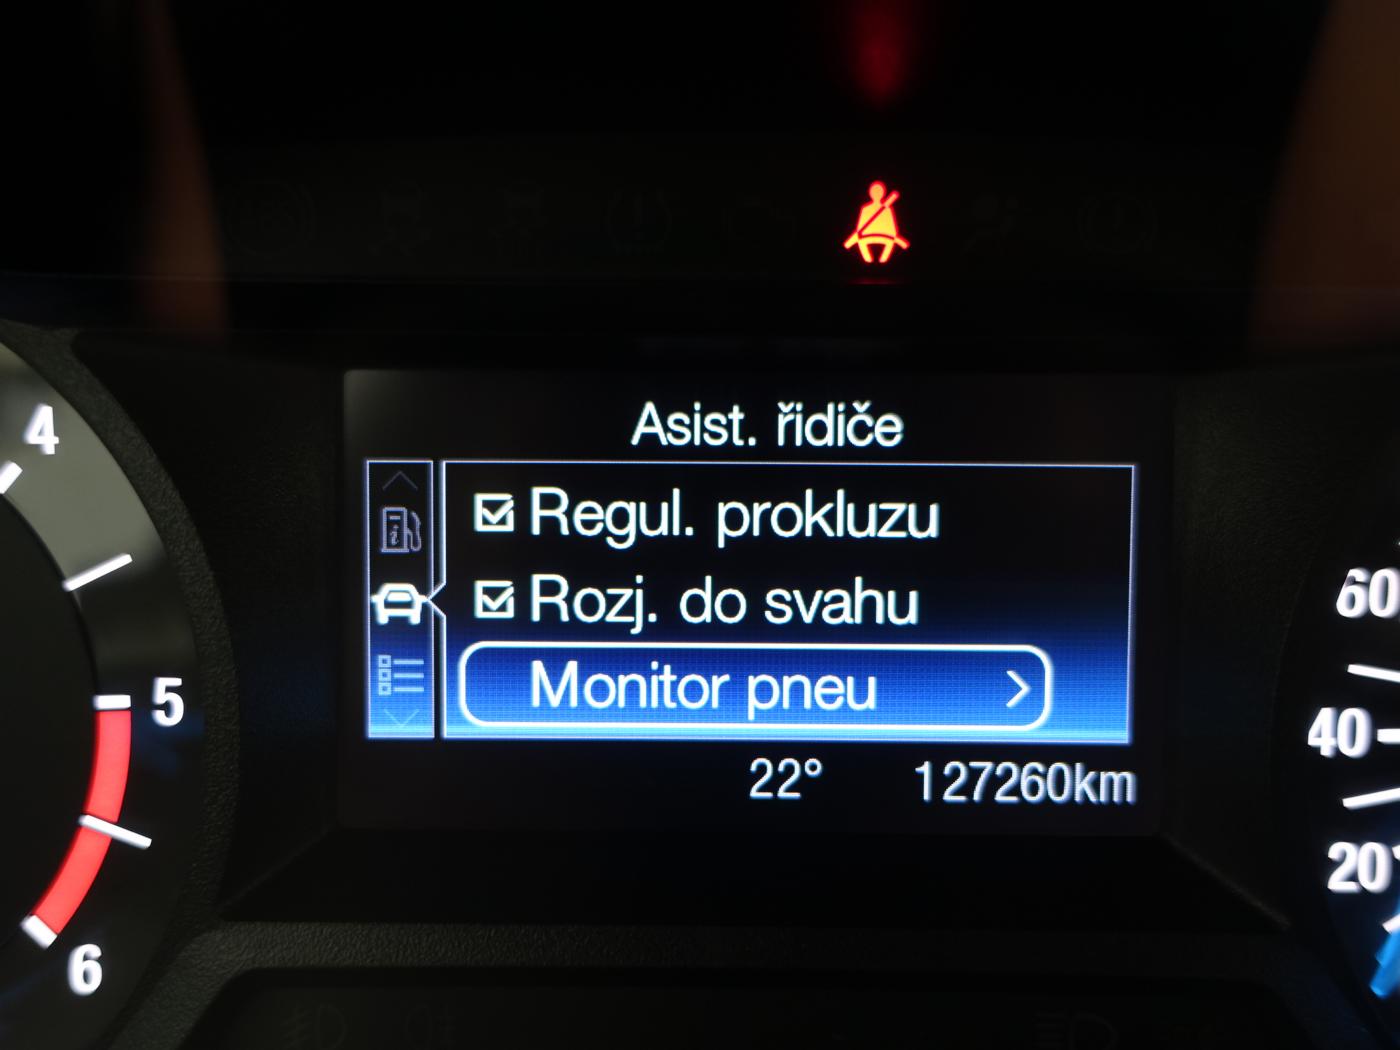 Asist. řidiče
Regul. prokluzu
Rozj. do svahu
Monitor pneu
22° 127260km
4
5
6
60
40
20